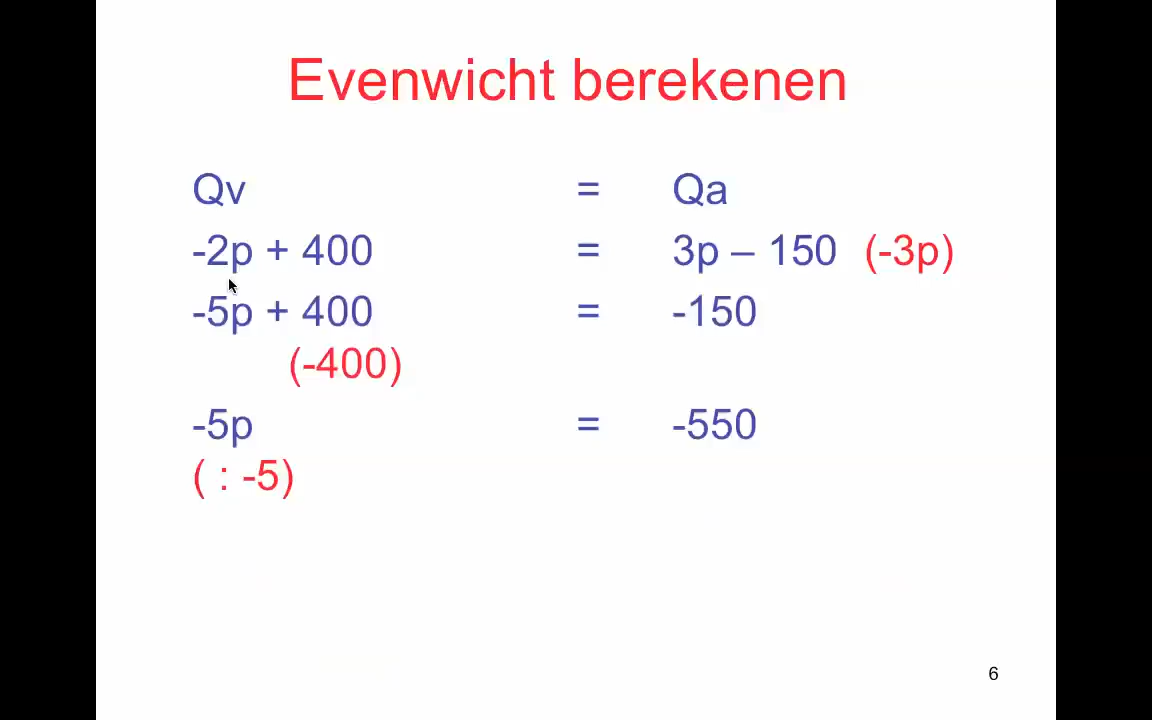 Evenwicht berekenen
Qv = Qa
-2p + 400 = 3p – 150 (-3p)
-5p + 400 = -150
(-400)
-5p = -550
( : -5)
6